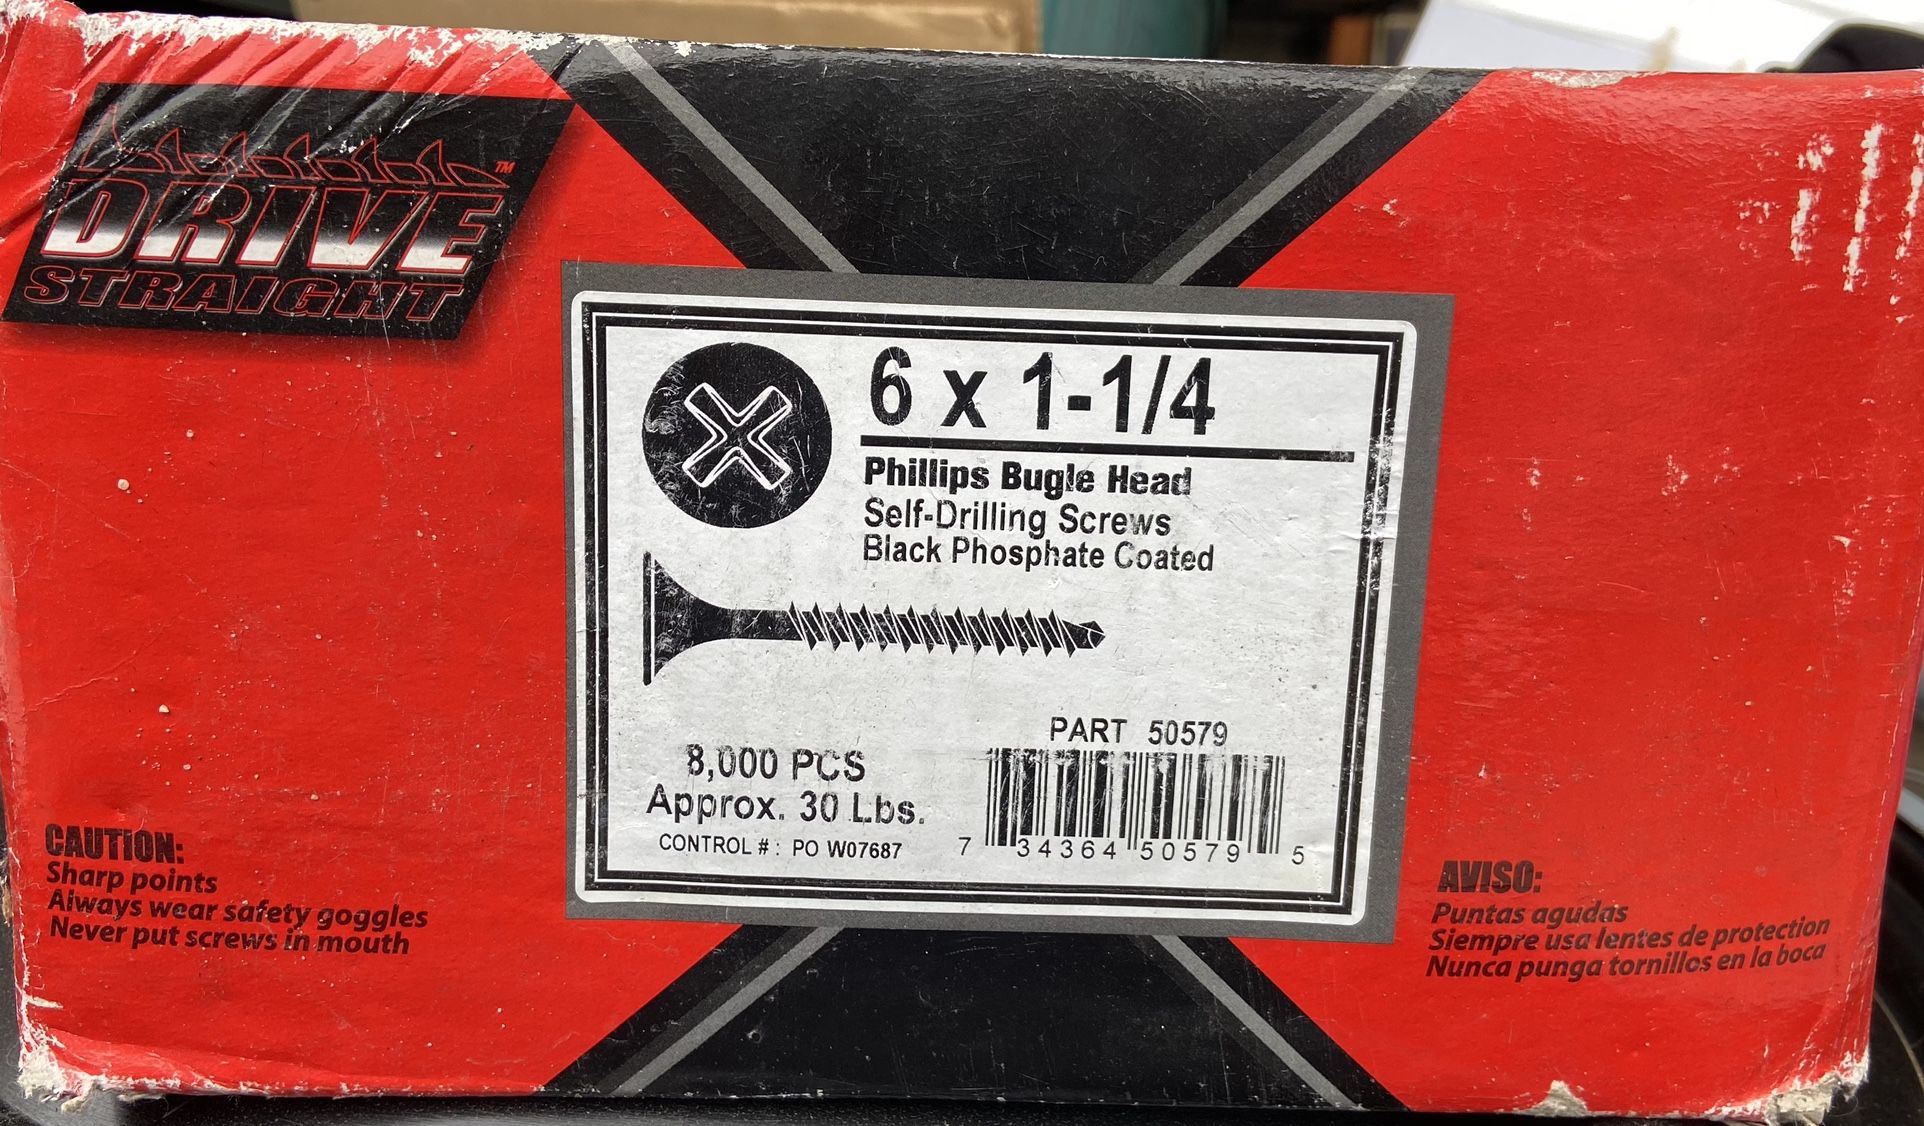 DRIVE™
STRAIGHT
6 x 1-1/4
Phillips Bugle Head
Self-Drilling Screws
Black Phosphate Coated
PART 50579
8,000 PCS
Approx. 30 Lbs.
CONTROL # : PO W07687
7 34364 50579 5
CAUTION:
Sharp points
Always wear safety goggles
Never put screws in mouth
AVISO:
Puntas agudas
Siempre usa lentes de protection
Nunca punga tornillos en la boca